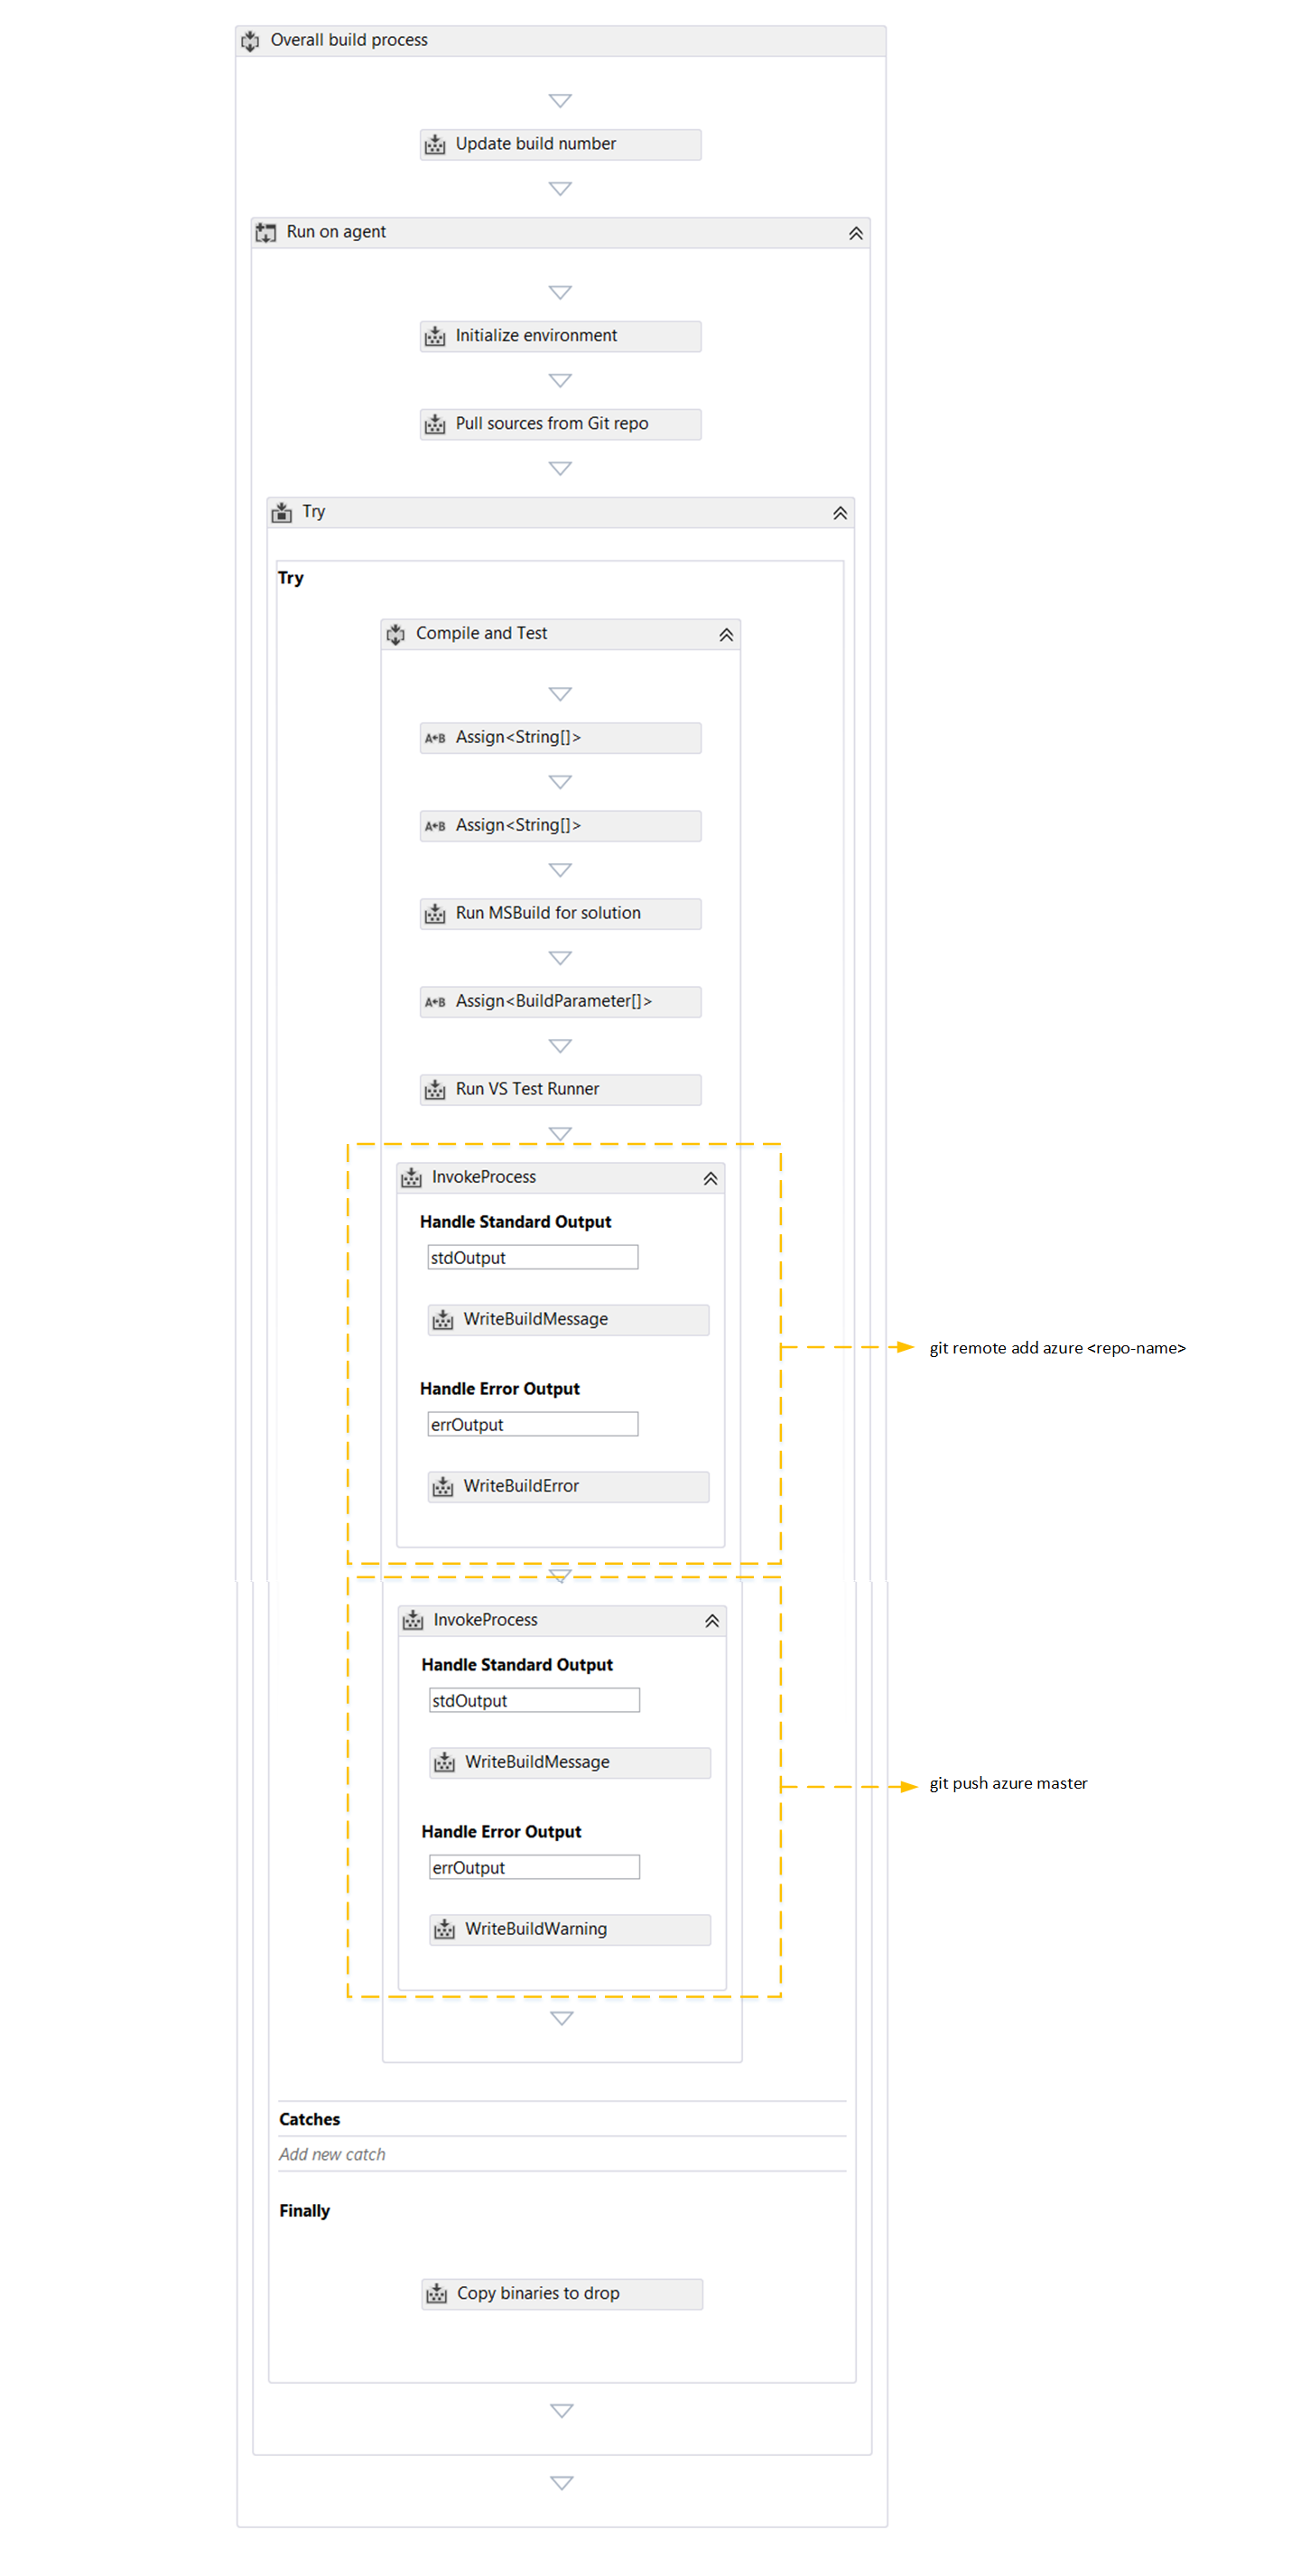 Overall build process
Update build number
Run on agent
Initialize environment
Pull sources from Git repo
Try
Try
Compile and Test
A+B Assign<String[]>
A+B Assign<String[]>
Run MSBuild for solution
A+B Assign<BuildParameter[]>
Run VS Test Runner
InvokeProcess
Handle Standard Output
stdOutput
WriteBuildMessage
git remote add azure <repo-name>
Handle Error Output
errOutput
WriteBuildError
InvokeProcess
Handle Standard Output
stdOutput
WriteBuildMessage
git push azure master
Handle Error Output
errOutput
WriteBuildWarning
Catches
Add new catch
Finally
Copy binaries to drop